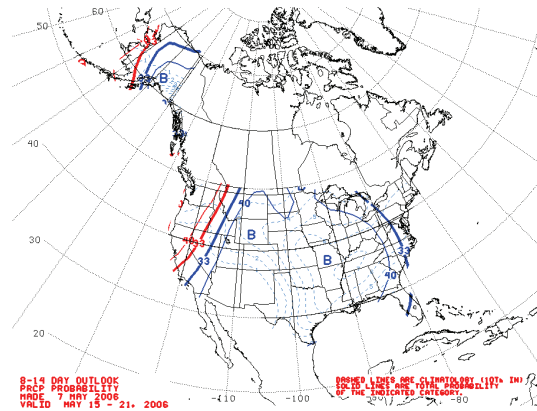 60
50
33
33
B
40
40
B
30
40 33
33
B
33
40
20
8-14 DAY OUTLOOK
PRCP PROBABILITY
MADE 7 MAY 2006
VALID MAY 15 - 21, 2006
DASHED LINES ARE CLIMATOLOGY (10THS IN)
SOLID LINES ARE TOTAL PROBABILITY
OF THE INDICATED CATEGORY.
-110
-100
-90
-80